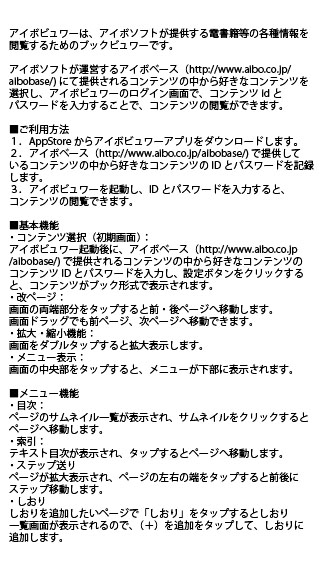 アイボビュワーは、アイボソフトが提供する電書籍等の各種情報を
閲覧するためのブックビュワーです。
アイボソフトが運営するアイボベース（http://www.aibo.co.jp/
aibobase/) にて提供されるコンテンツの中から好きなコンテンツを
選択し、アイボビュワーのログイン画面で、コンテンツ id と
パスワードを入力することで、コンテンツの閲覧ができます。
■ご利用方法
１．AppStore からアイボビュワーアプリをダウンロードします。
２．アイボベース（http://www.aibo.co.jp/aibobase/) で提供して
いるコンテンツの中から好きなコンテンツの ID とパスワードを記録
します。
３．アイボビュワーを起動し、ID とパスワードを入力すると、
コンテンツの閲覧できます。
■基本機能
・コンテンツ選択（初期画面）：
アイボビュワー起動後に、アイボベース（http://www.aibo.co.jp
/aibobase/) で提供されるコンテンツの中から好きなコンテンツの
コンテンツ ID とパスワードを入力し、設定ボタンをクリックする
と、コンテンツがブック形式で表示されます。
・改ページ：
画面の両端部分をタップすると前・後ページへ移動します。
画面ドラッグでも前ページ、次ページへ移動できます。
・拡大・縮小機能：
画面をダブルタップすると拡大表示します。
・メニュー表示：
画面の中央部をタップすると、メニューが下部に表示されます。
■メニュー機能
・目次：
ページのサムネイル一覧が表示され、サムネイルをクリックすると
ページへ移動します。
・索引：
テキスト目次が表示され、タップするとページへ移動します。
・ステップ送り
ページが拡大表示され、ページの左右の端をタップすると前後に
ステップ移動します。
・しおり
しおりを追加したいページで「しおり」をタップするとしおり
一覧画面が表示されるので、（＋）を追加をタップして、しおりに
追加します。